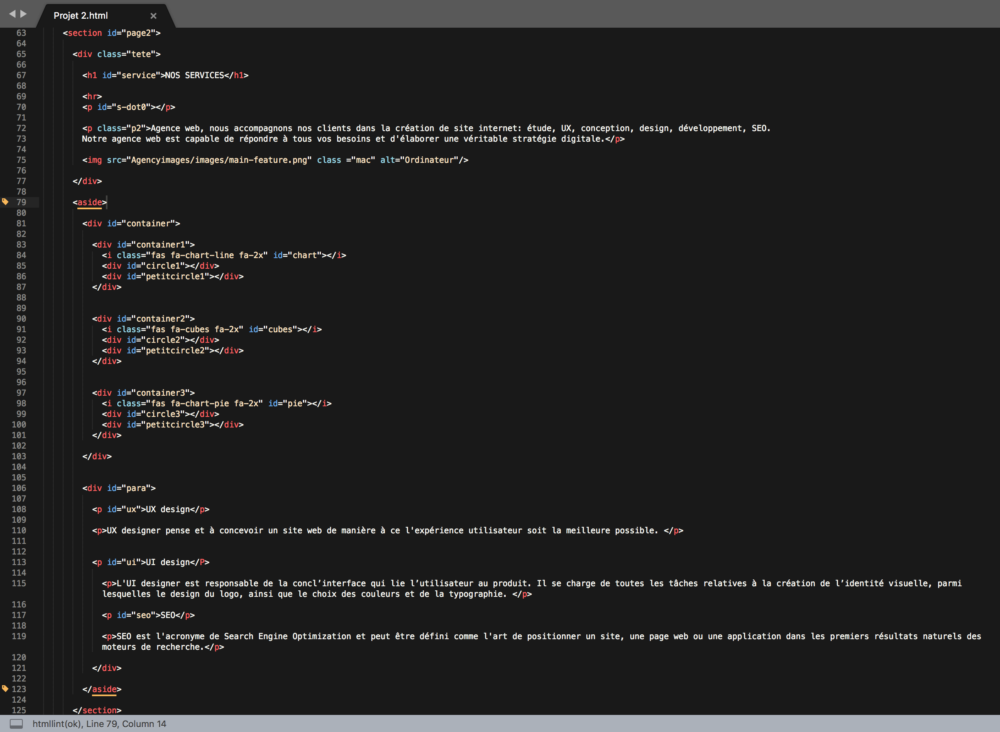 Projet 2.html
63 <section id="page2">
64
65 <div class="tete">
66
67 <h1 id="service">NOS SERVICES</h1>
68
69 <hr>
70 <p id="s-dot0"></p>
71
72 <p class="p2">Agence web, nous accompagnons nos clients dans la création de site internet: étude, UX, conception, design, développement, SEO.
73 Notre agence web est capable de répondre à tous vos besoins et d'élaborer une véritable stratégie digitale.</p>
74
75 <img src="Agencyimages/images/main-feature.png" class ="mac" alt="Ordinateur"/>
76
77 </div>
78
79 <aside>
80
81 <div id="container">
82
83 <div id="container1">
84 <i class="fas fa-chart-line fa-2x" id="chart"></i>
85 <div id="circle1"></div>
86 <div id="petitcircle1"></div>
87 </div>
88
89
90 <div id="container2">
91 <i class="fas fa-cubes fa-2x" id="cubes"></i>
92 <div id="circle2"></div>
93 <div id="petitcircle2"></div>
94 </div>
95
96
97 <div id="container3">
98 <i class="fas fa-chart-pie fa-2x" id="pie"></i>
99 <div id="circle3"></div>
100 <div id="petitcircle3"></div>
101 </div>
102
103 </div>
104
105
106 <div id="para">
107
108 <p id="ux">UX design</p>
109
110 <p>UX designer pense et à concevoir un site web de manière à ce l'expérience utilisateur soit la meilleure possible. </p>
111
112
113 <p id="ui">UI design</P>
114
115 <p>L'UI designer est responsable de la concl’interface qui lie l’utilisateur au produit. Il se charge de toutes les tâches relatives à la création de l’identité visuelle, parmi
lesquelles le design du logo, ainsi que le choix des couleurs et de la typographie. </p>
116
117 <p id="seo">SEO</p>
118
119 <p>SEO est l'acronyme de Search Engine Optimization et peut être défini comme l'art de positionner un site, une page web ou une application dans les premiers résultats naturels des
moteurs de recherche.</p>
120
121 </div>
122
123 </aside>
124
125 </section>
htmllint(ok), Line 79, Column 14